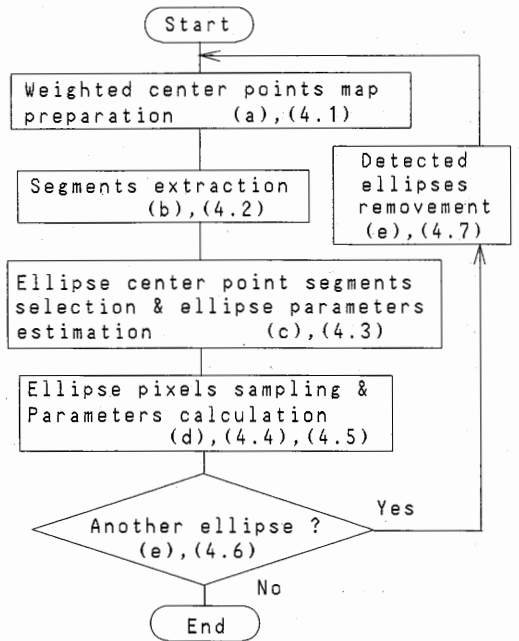 Start
Weighted center points map
preparation (a),(4.1)
Segments extraction
(b),(4.2)
Ellipse center point segments
selection & ellipse parameters
estimation (c),(4.3)
Ellipse pixels sampling &
Parameters calculation
(d),(4.4),(4.5)
Another ellipse ?
(e),(4.6)
Yes
No
End
Detected
ellipses
removement
(e),(4.7)